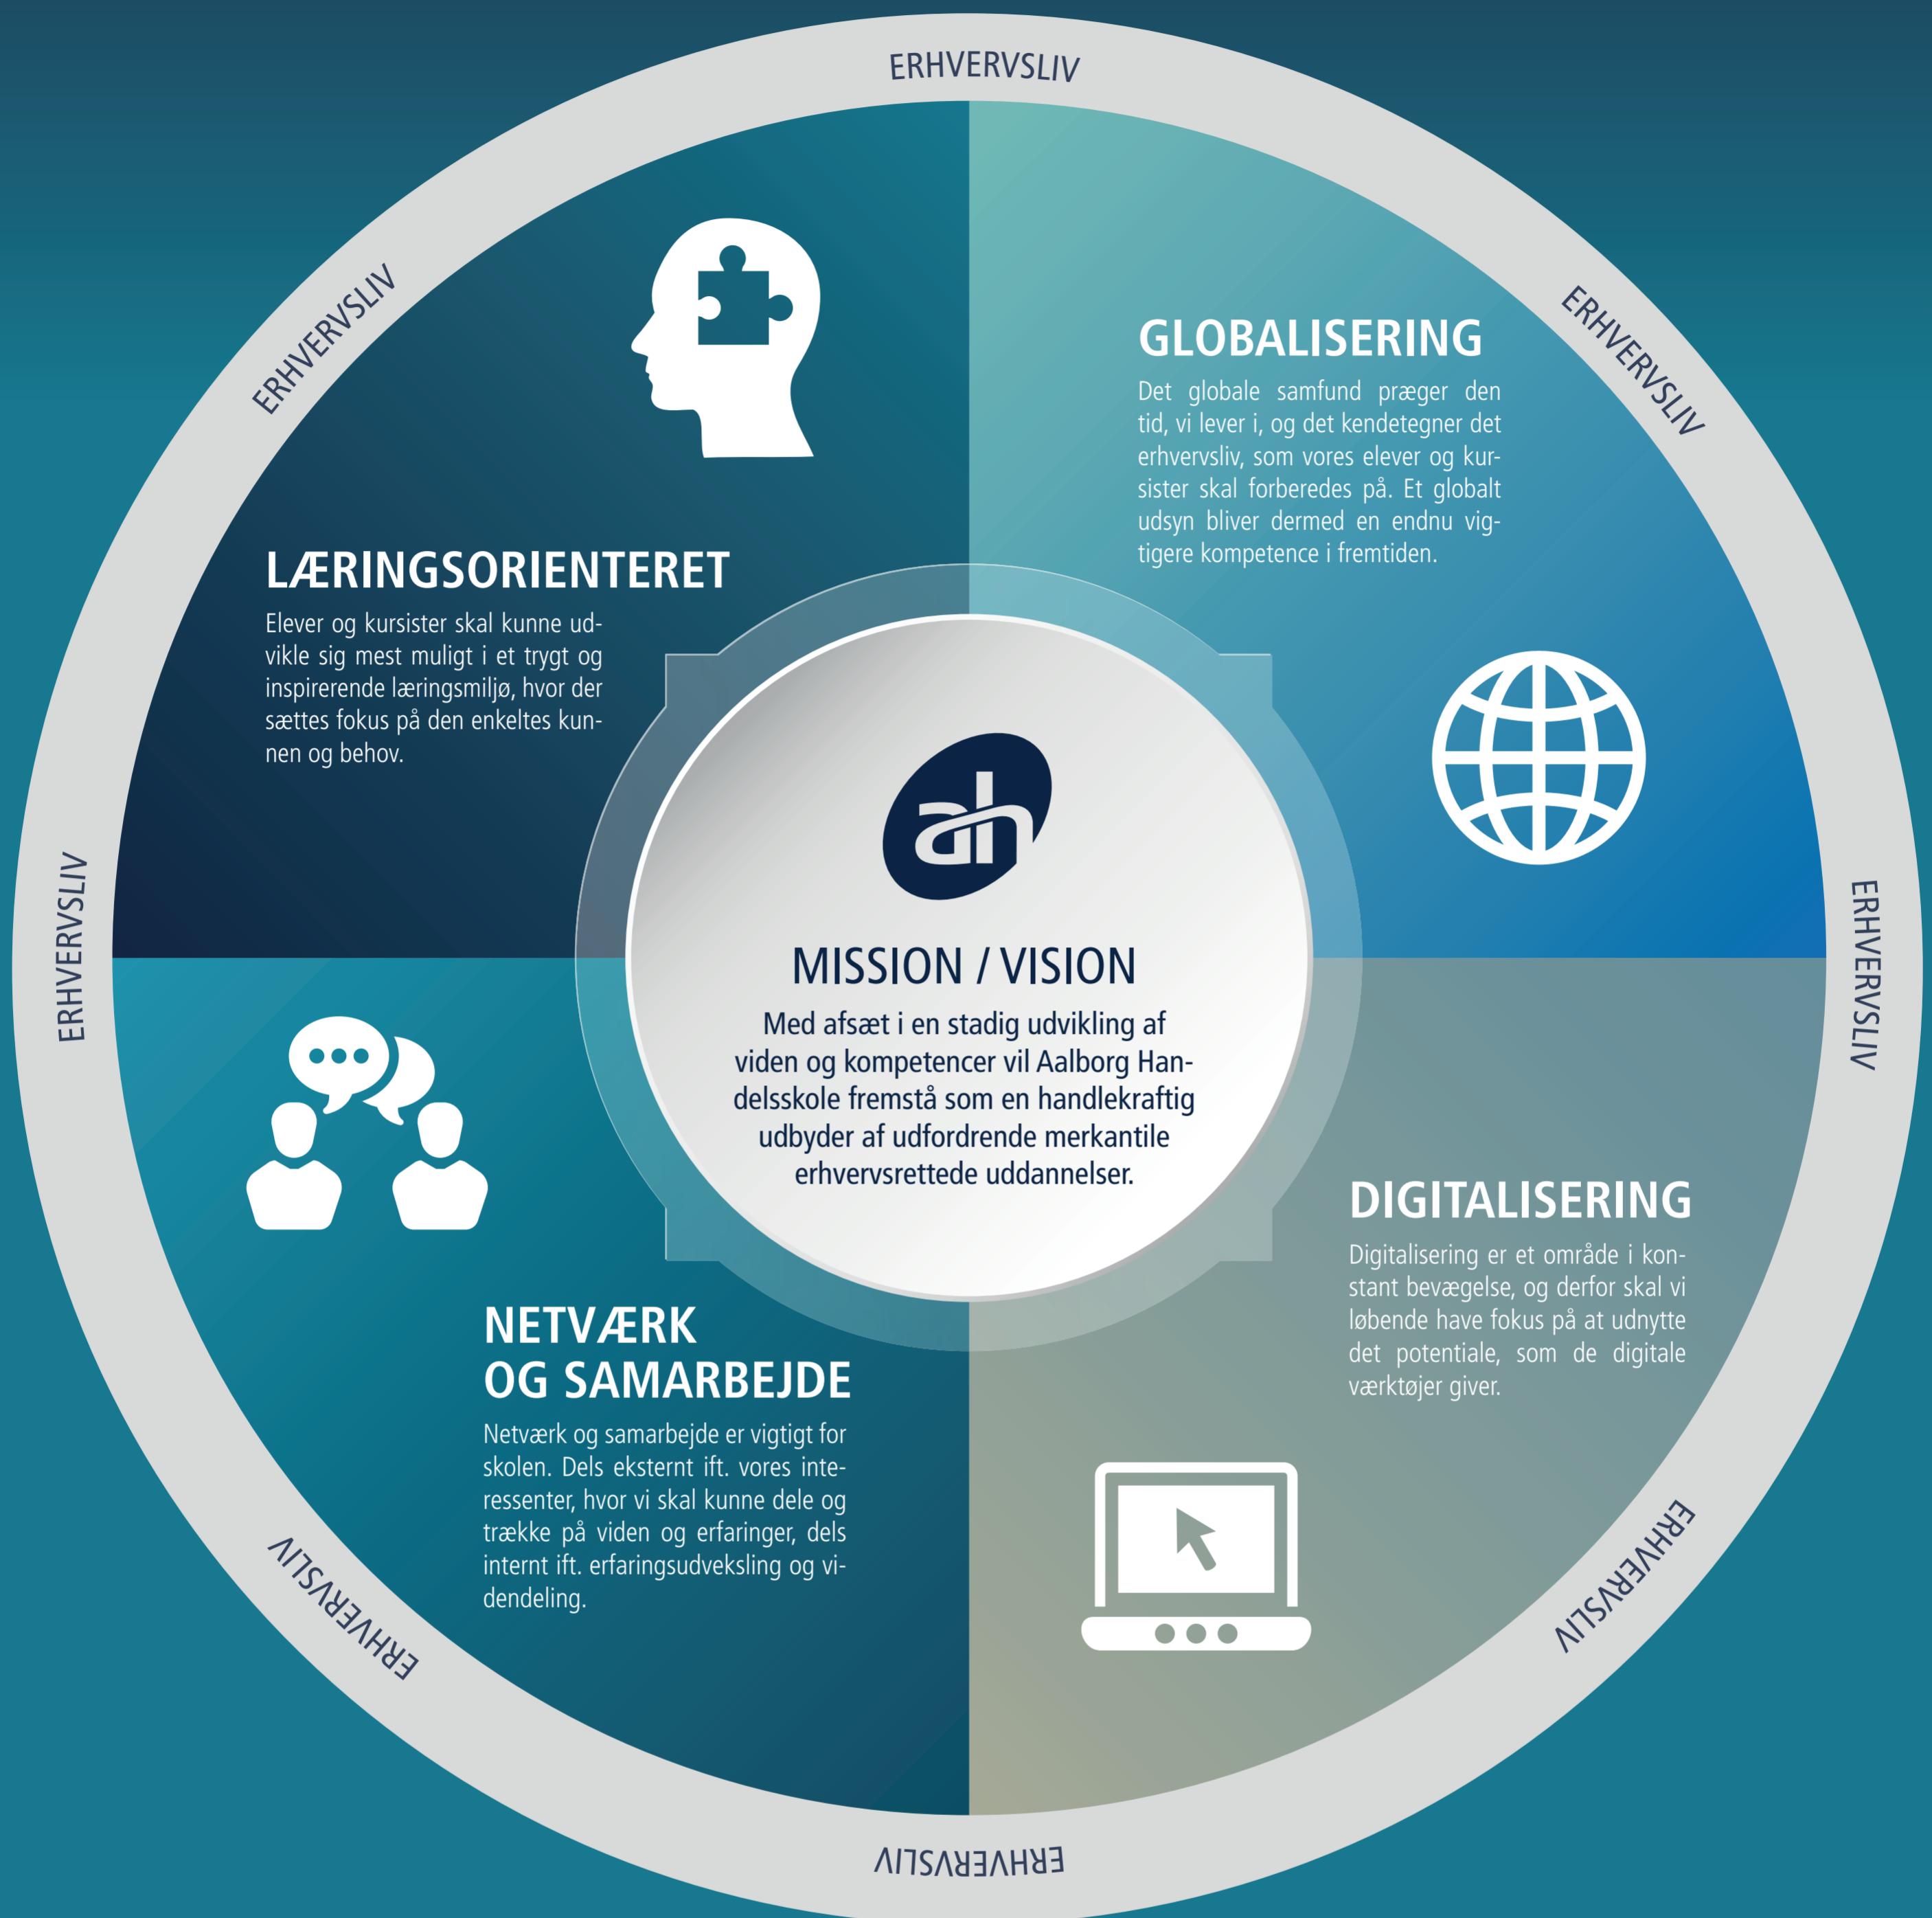 ERHVERVSLIV
ERHVERVSLIV
ERHVERVSLIV
GLOBALISERING
Det globale samfund præger den
tid, vi lever i, og det kendetegner det
erhvervsliv, som vores elever og kur-
sister skal forberedes på. Et globalt
udsyn bliver dermed en endnu vig-
tigere kompetence i fremtiden.
LÆRINGSORIENTERET
Elever og kursister skal kunne ud-
vikle sig mest muligt i et trygt og
inspirerende læringsmiljø, hvor der
sættes fokus på den enkeltes kun-
nen og behov.
ah
MISSION / VISION
Med afsæt i en stadig udvikling af
viden og kompetencer vil Aalborg Han-
delsskole fremstå som en handlekraftig
udbyder af udfordrende merkantile
erhvervsrettede uddannelser.
ERHVERVSLIV
ERHVERVSLIV
DIGITALISERING
Digitalisering er et område i kon-
stant bevægelse, og derfor skal vi
løbende have fokus på at udnytte
det potentiale, som de digitale
værktøjer giver.
NETVÆRK
OG SAMARBEJDE
Netværk og samarbejde er vigtigt for
skolen. Dels eksternt ift. vores inte-
ressenter, hvor vi skal kunne dele og
trække på viden og erfaringer, dels
internt ift. erfaringsudveksling og vi-
dendeling.
ERHVERVSLIV
ERHVERVSLIV
ERHVERVSLIV